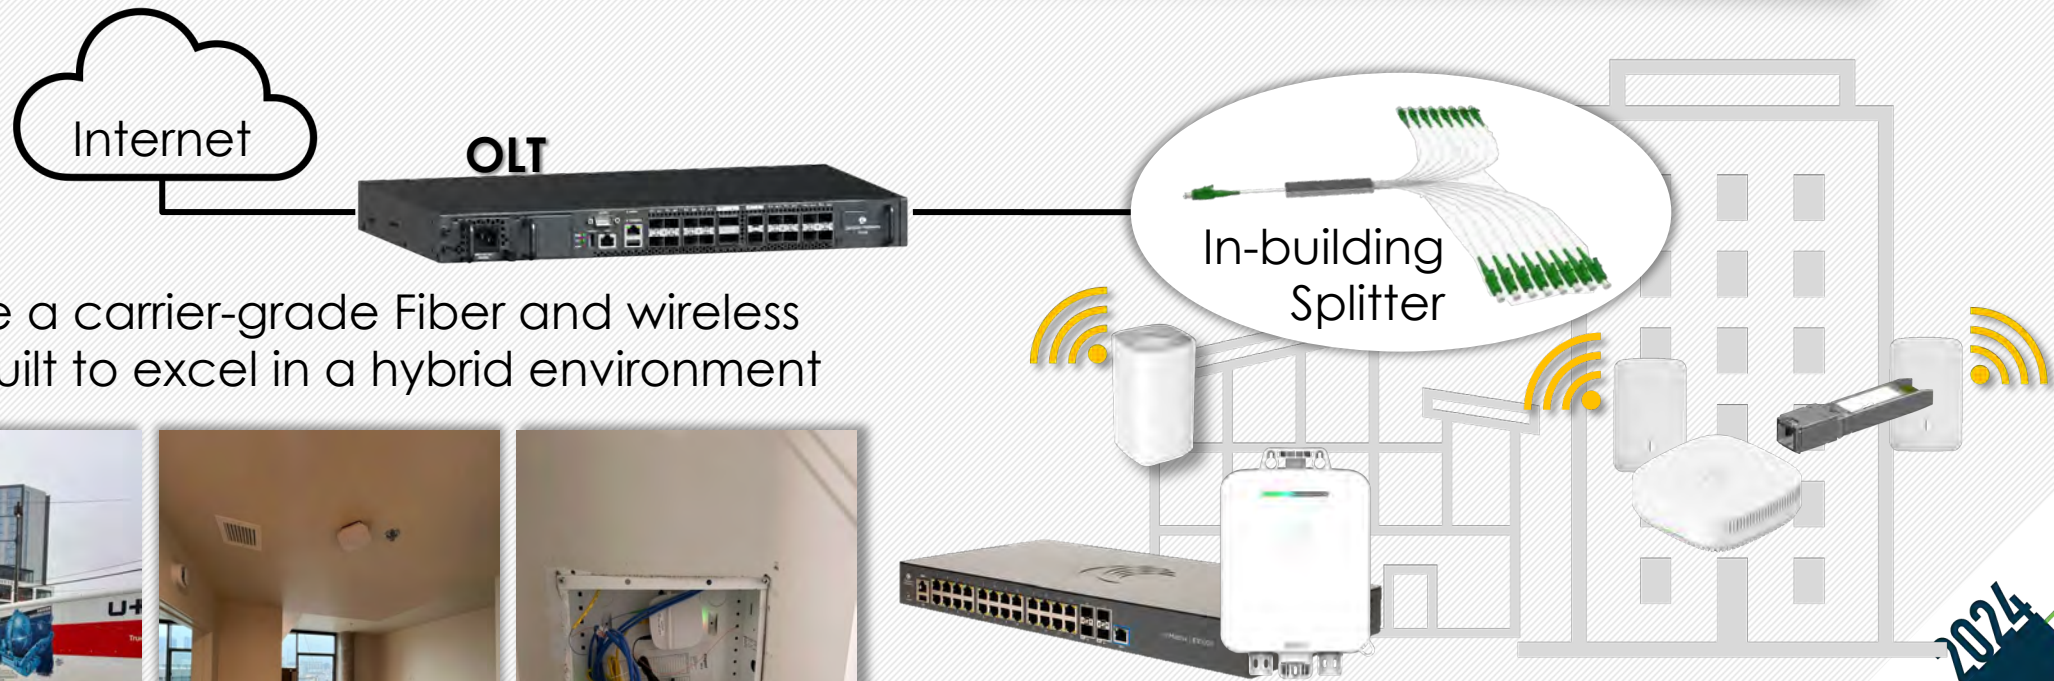 Internet
OLT
In-building
Splitter
e a carrier-grade Fiber and wireless
uilt to excel in a hybrid environment
U-
2024